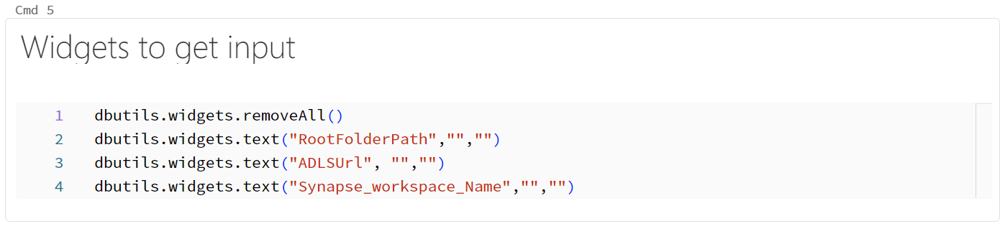 Cmd 5
Widgets to get input
1 dbutils.widgets.removeAll()
2 dbutils.widgets.text("RootFolderPath","","")
3 dbutils.widgets.text("ADLSUrl", "","")
4 dbutils.widgets.text("Synapse_workspace_Name","","")